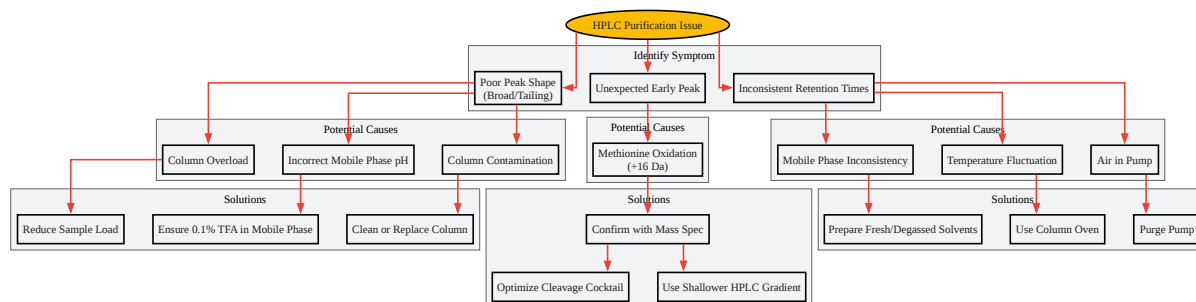 HPLC Purification Issue
Identify Symptom
Poor Peak Shape
(Broad/Tailing)
Unexpected Early Peak
Inconsistent Retention Times
Potential Causes
Potential Causes
Potential Causes
Column Overload
Incorrect Mobile Phase pH
Column Contamination
Methionine Oxidation
(+16 Da)
Mobile Phase Inconsistency
Temperature Fluctuation
Air in Pump
Solutions
Solutions
Solutions
Reduce Sample Load
Ensure 0.1% TFA in Mobile Phase
Clean or Replace Column
Confirm with Mass Spec
Prepare Fresh/Degassed Solvents
Use Column Oven
Purge Pump
Optimize Cleavage Cocktail
Use Shallower HPLC Gradient